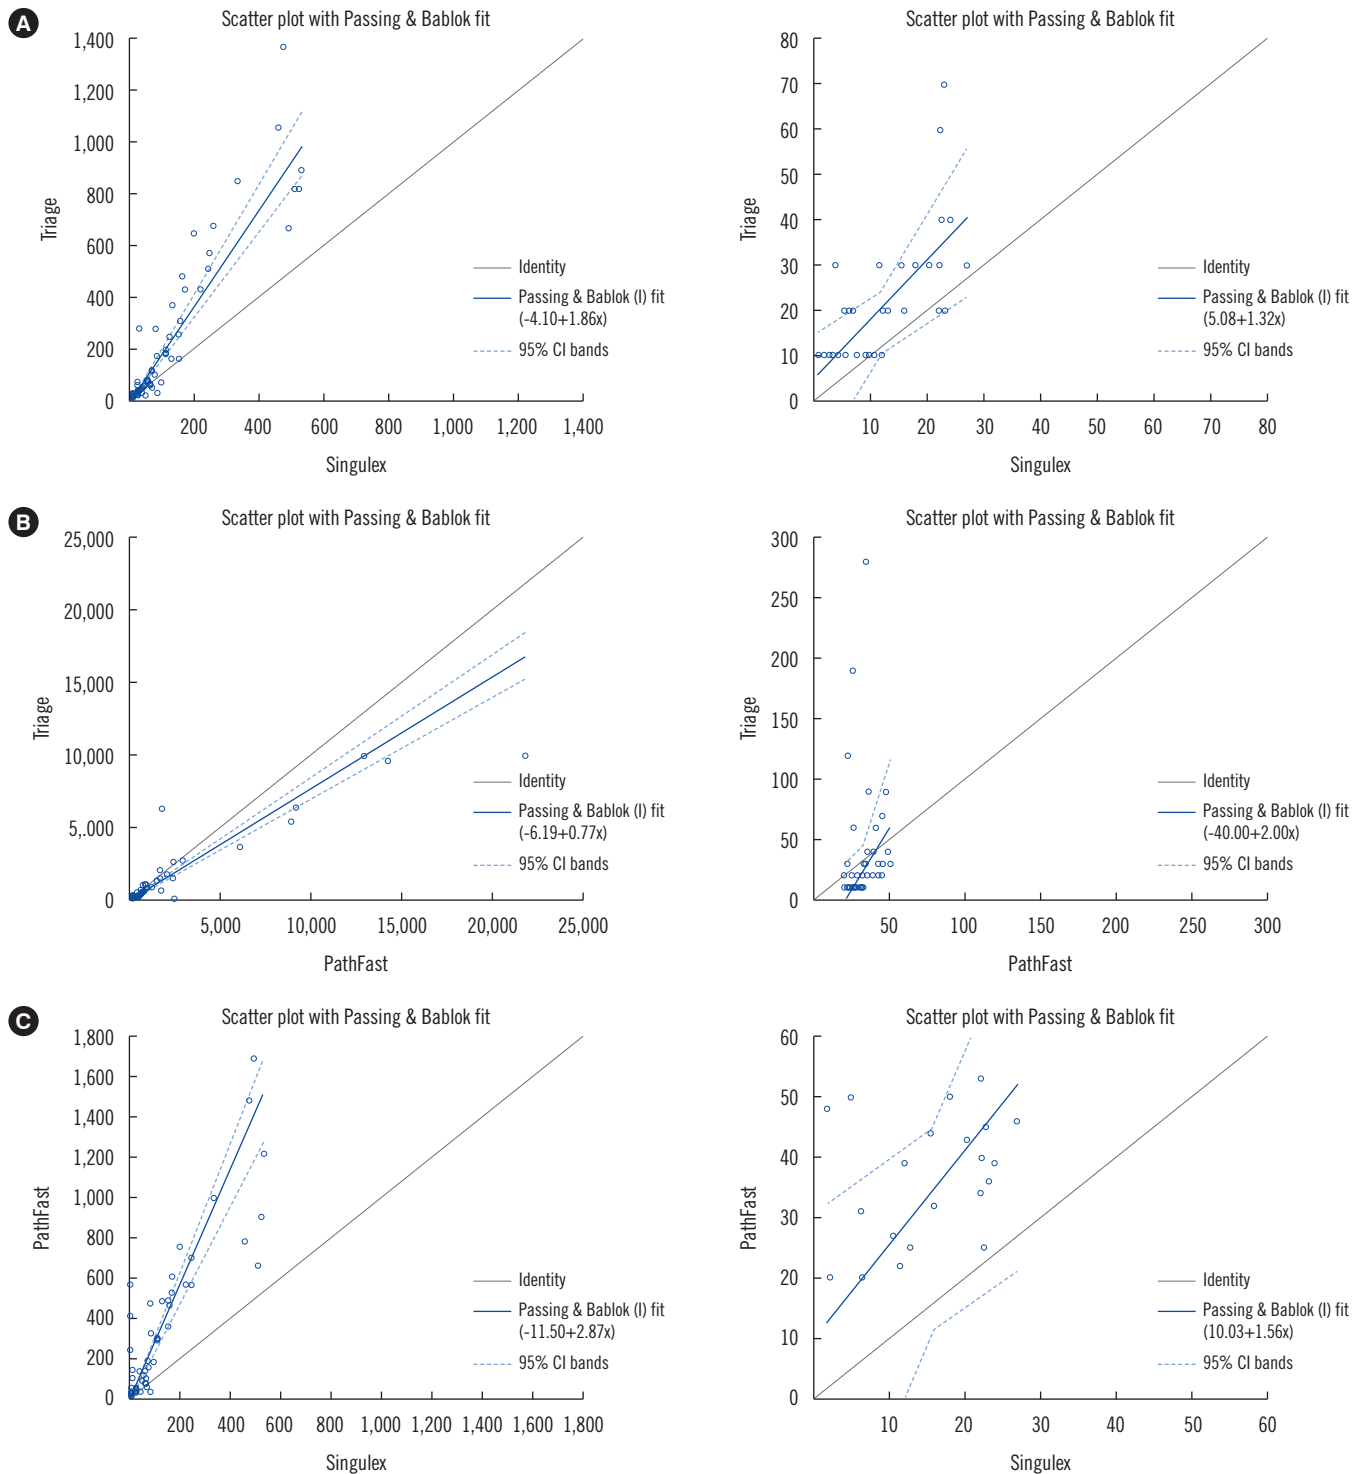 A
Scatter plot with Passing & Bablok fit
1,400
1,200
1,000
800
600
400
200
0
Triage
200 400 600 800 1,000 1,200 1,400
Singulex
Identity
Passing & Bablok (I) fit
(-4.10+1.86x)
95% CI bands
Scatter plot with Passing & Bablok fit
80
70
60
50
40
30
20
10
0
Triage
10 20 30 40 50 60 70 80
Singulex
Identity
Passing & Bablok (I) fit
(5.08+1.32x)
95% CI bands
B
Scatter plot with Passing & Bablok fit
25,000
20,000
15,000
10,000
5,000
0
Triage
5,000 10,000 15,000 20,000 25,000
PathFast
Identity
Passing & Bablok (I) fit
(-6.19+0.77x)
95% CI bands
Scatter plot with Passing & Bablok fit
300
250
200
150
100
50
0
Triage
50 100 150 200 250 300
PathFast
Identity
Passing & Bablok (I) fit
(-40.00+2.00x)
95% CI bands
C
Scatter plot with Passing & Bablok fit
1,800
1,600
1,400
1,200
1,000
800
600
400
200
0
PathFast
200 400 600 800 1,000 1,200 1,400 1,600 1,800
Singulex
Identity
Passing & Bablok (I) fit
(-11.50+2.87x)
95% CI bands
Scatter plot with Passing & Bablok fit
60
50
40
30
20
10
0
PathFast
10 20 30 40 50 60
Singulex
Identity
Passing & Bablok (I) fit
(10.03+1.56x)
95% CI bands